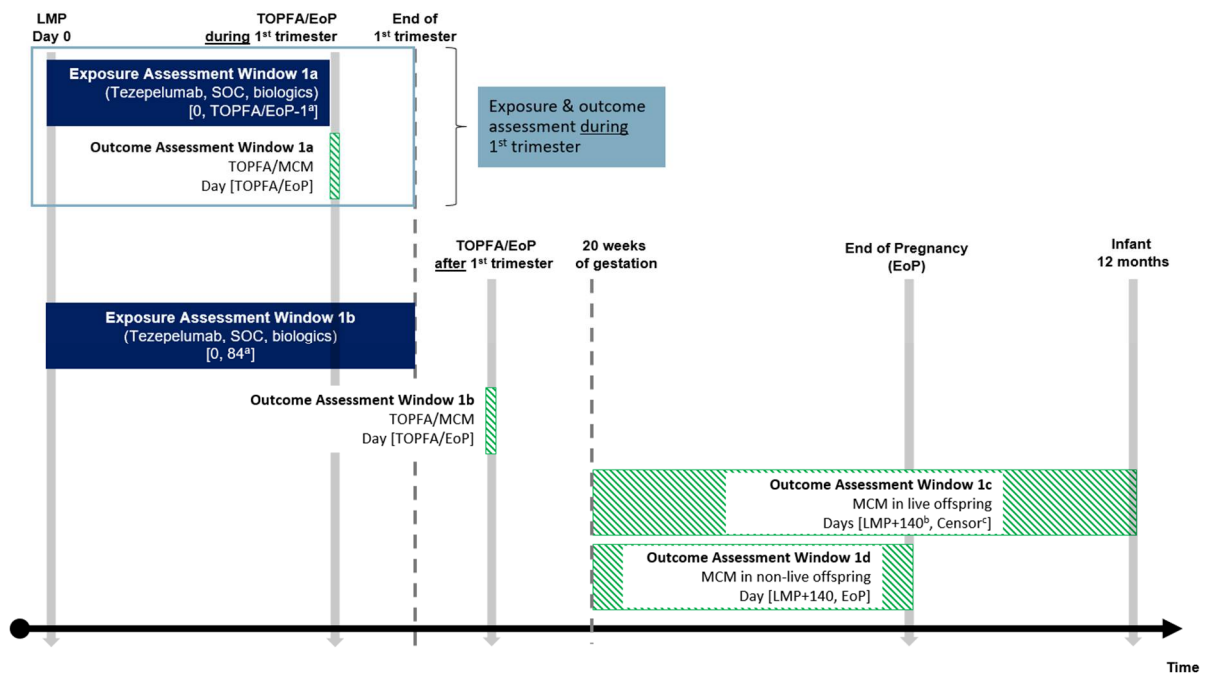 LMP
Day 0
TOPFA/EoP
during 1st trimester
End of
1st trimester
Exposure Assessment Window 1a
(Tezepelumab, SOC, biologics)
[0, TOPFA/EoP-1a]
Outcome Assessment Window 1a
TOPFA/MCM
Day [TOPFA/EoP]
Exposure & outcome
assessment during
1st trimester
TOPFA/EoP
after 1st trimester
20 weeks
of gestation
End of Pregnancy
(EoP)
Infant
12 months
Exposure Assessment Window 1b
(Tezepelumab, SOC, biologics)
[0, 84a]
Outcome Assessment Window 1b
TOPFA/MCM
Day [TOPFA/EoP]
Outcome Assessment Window 1c
MCM in live offspring
Days [LMP+140b, Censorc]
Outcome Assessment Window 1d
MCM in non-live offspring
Day [LMP+140, EoP]
Time